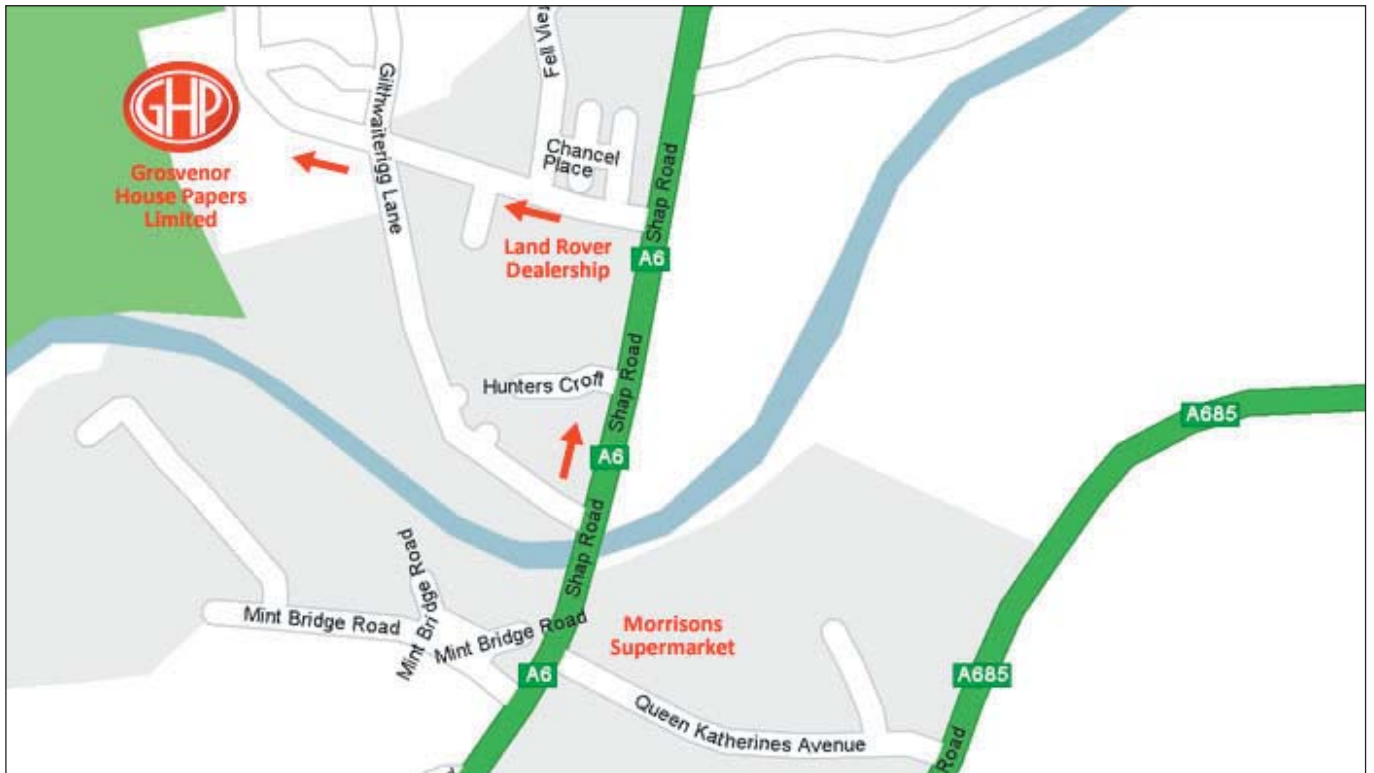 GHP
Grosvenor
House Papers
Limited
Gilthwaiterigg Lane
Fell Vie
Chancel
Place
Shap Road
A6
Land Rover
Dealership
Shap Road
Hunters Croft
A6
A685
Shap Road
Mint Bridge Road
Mint Bridge Road
Mint Bridge Road
Morrisons
Supermarket
A6
A685
Queen Katherines Avenue
Road